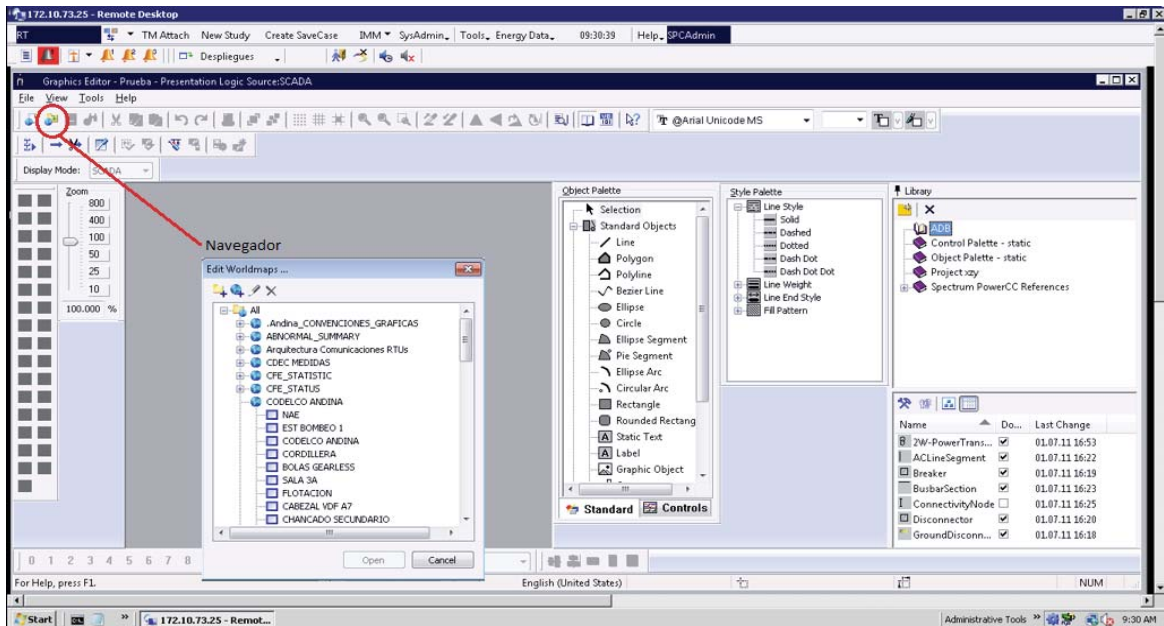 172.10.73.25 - Remote Desktop
RT TM Attach New Study Create SaveCase IMM SysAdmin. Tools. Energy Data. 09:30:39 Help. SPCAdmin
Despliegues
Graphics Editor - Prueba - Presentation Logic Source:SCADA
File View Tools Help
@Arial Unicode MS
Display Mode: SCADA
Zoom
800
400
100
50
25
10
100.000 %
Navegador
Edit Worldmaps ...
All
.Andina_CONVENCIONES_GRAFICAS
ABNORMAL_SUMMARY
Arquitectura Comunicaciones RTUs
CDEC MEDIDAS
CFE_STATISTIC
CFE_STATUS
CODELCO ANDINA
NAE
EST BOMBEO 1
CODELCO ANDINA
CORDILLERA
BOLAS GEARLESS
SALA 3A
FLOTACION
CABEZAL VDF A7
CHANCADO SECUNDARIO
Open Cancel
Object Palette
Selection
Standard Objects
Line
Polygon
Polyline
Bezier Line
Ellipse
Circle
Ellipse Segment
Pie Segment
Ellipse Arc
Circular Arc
Rectangle
Rounded Rectang
Static Text
Label
Graphic Object
Standard Controls
Style Palette
Line Style
Solid
Dashed
Dotted
Dash Dot
Dash Dot Dot
Line Weight
Line End Style
Fill Pattern
Library
ADB
Control Palette - static
Object Palette - static
Project xzy
Spectrum PowerCC References
Name Do... Last Change
2W-PowerTrans... 01.07.11 16:53
ACLineSegment 01.07.11 16:22
Breaker 01.07.11 16:19
BusbarSection 01.07.11 16:23
ConnectivityNode 01.07.11 16:25
Disconnector 01.07.11 16:20
GroundDisconn... 01.07.11 16:18
0 1 2 3 4 5 6 7 8
For Help, press F1. English (United States) NUM
Start 172.10.73.25 - Remot... Administrative Tools 9:30 AM